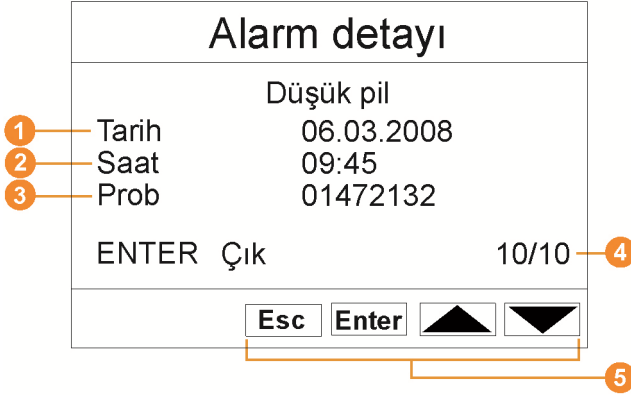 Alarm detayı
Düşük pil
1 Tarih 06.03.2008
2 Saat 09:45
3 Prob 01472132
ENTER Çık 10/10 4
Esc Enter
5